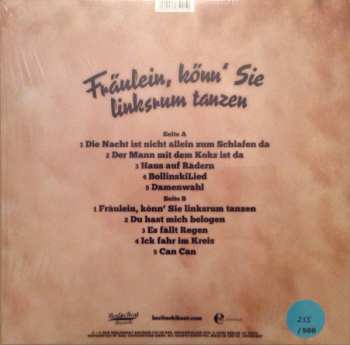 Fräulein, könn' Sie
linksrum tanzen
Seite A
1 Die Nacht ist nicht allein zum Schlafen da
2 Der Mann mit dem Koks ist da
3 Haus auf Rädern
4 BollinskiLied
5 Damenwahl
Seite B
1 Fräulein, könn' Sie linksrum tanzen
2 Du hast mich belogen
3 Es fällt Regen
4 Ick fahr im Kreis
5 Can Can
255
/500